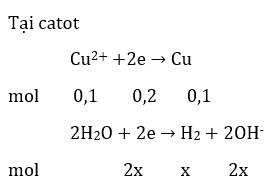 Tại catot
Cu²⁺ +2e → Cu
mol 0,1 0,2 0,1
2H₂O + 2e → H₂ + 2OH⁻
mol 2x x 2x